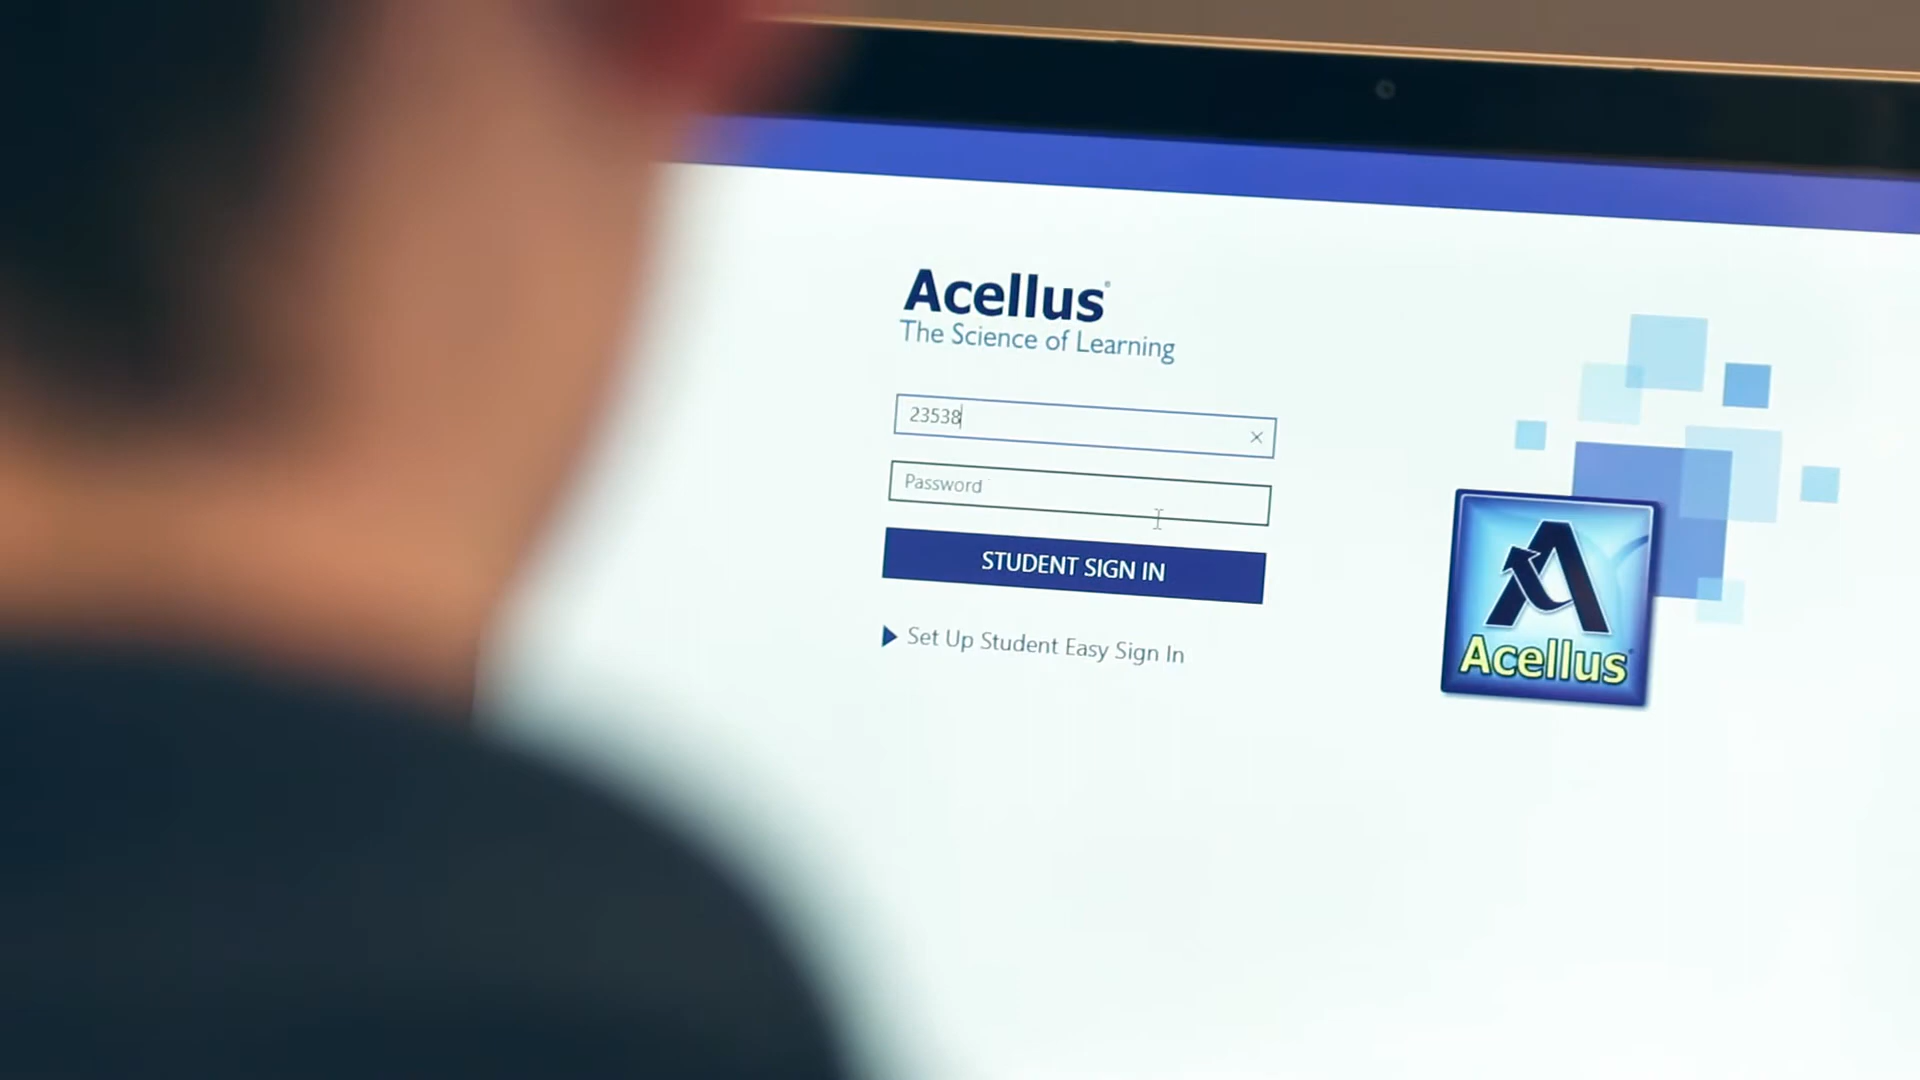 Acellus®
The Science of Learning
23538
Password
STUDENT SIGN IN
Set Up Student Easy Sign In
Acellus